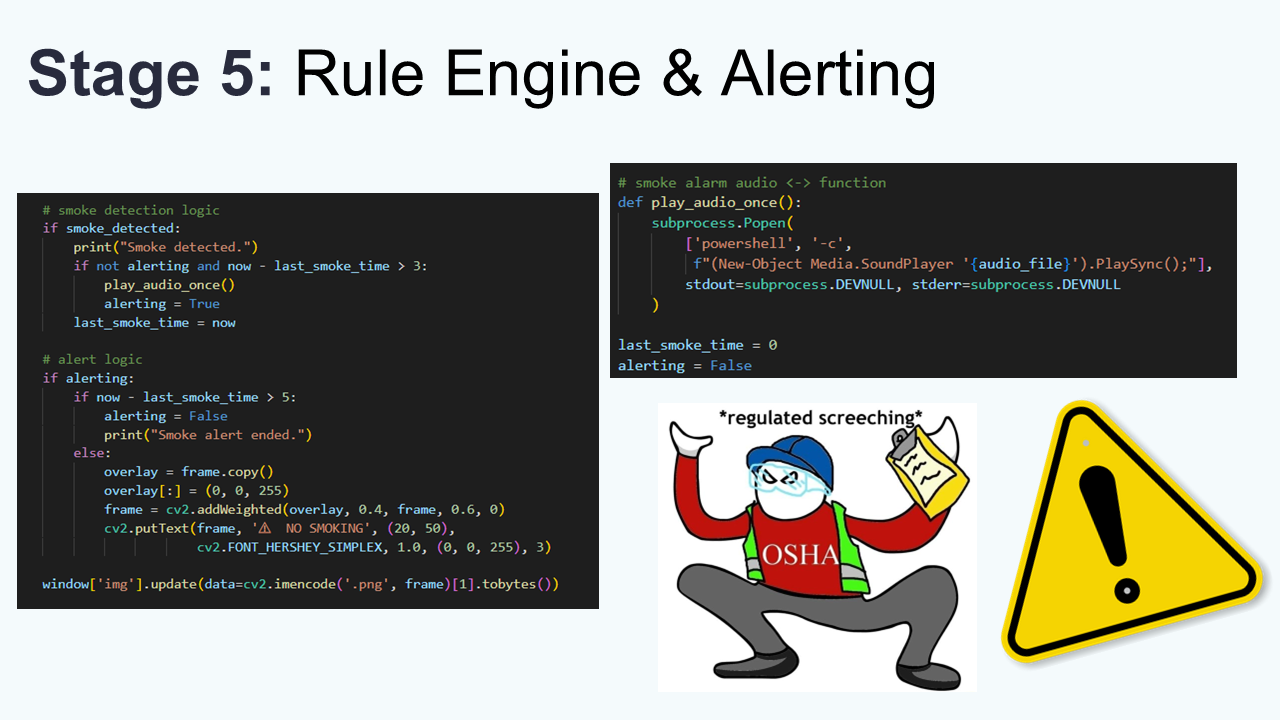 Stage 5: Rule Engine & Alerting
# smoke detection logic
if smoke_detected:
    print("Smoke detected.")
    if not alerting and now - last_smoke_time > 3:
        play_audio_once()
        alerting = True
    last_smoke_time = now

# alert logic
if alerting:
    if now - last_smoke_time > 5:
        alerting = False
        print("Smoke alert ended.")
    else:
        overlay = frame.copy()
        overlay[:] = (0, 0, 255)
        frame = cv2.addWeighted(overlay, 0.4, frame, 0.6, 0)
        cv2.putText(frame, '⚠ NO SMOKING', (20, 50),
                    cv2.FONT_HERSHEY_SIMPLEX, 1.0, (0, 0, 255), 3)

window['img'].update(data=cv2.imencode('.png', frame)[1].tobytes())
# smoke alarm audio <-> function
def play_audio_once():
    subprocess.Popen(
        ['powershell', '-c',
         f"(New-Object Media.SoundPlayer '{audio_file}').PlaySync();"],
        stdout=subprocess.DEVNULL, stderr=subprocess.DEVNULL
    )

last_smoke_time = 0
alerting = False
*regulated screeching*
OSHA